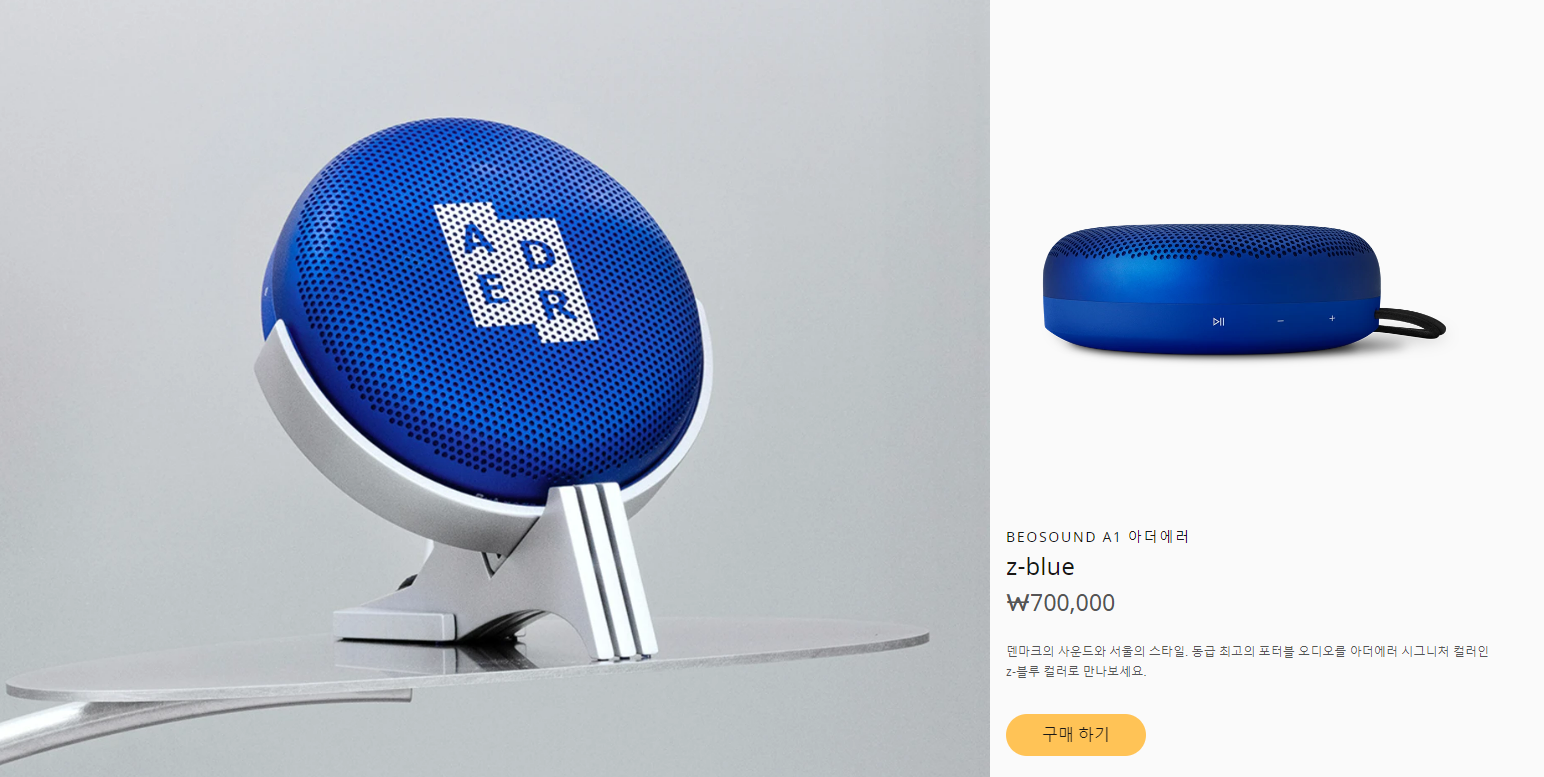 A
D
E
R
BEOSOUND A1 아더에러
z-blue
₩700,000
덴마크의 사운드와 서울의 스타일. 동급 최고의 포터블 오디오를 아더에러 시그니처 컬러인
z-블루 컬러로 만나보세요.
구매 하기